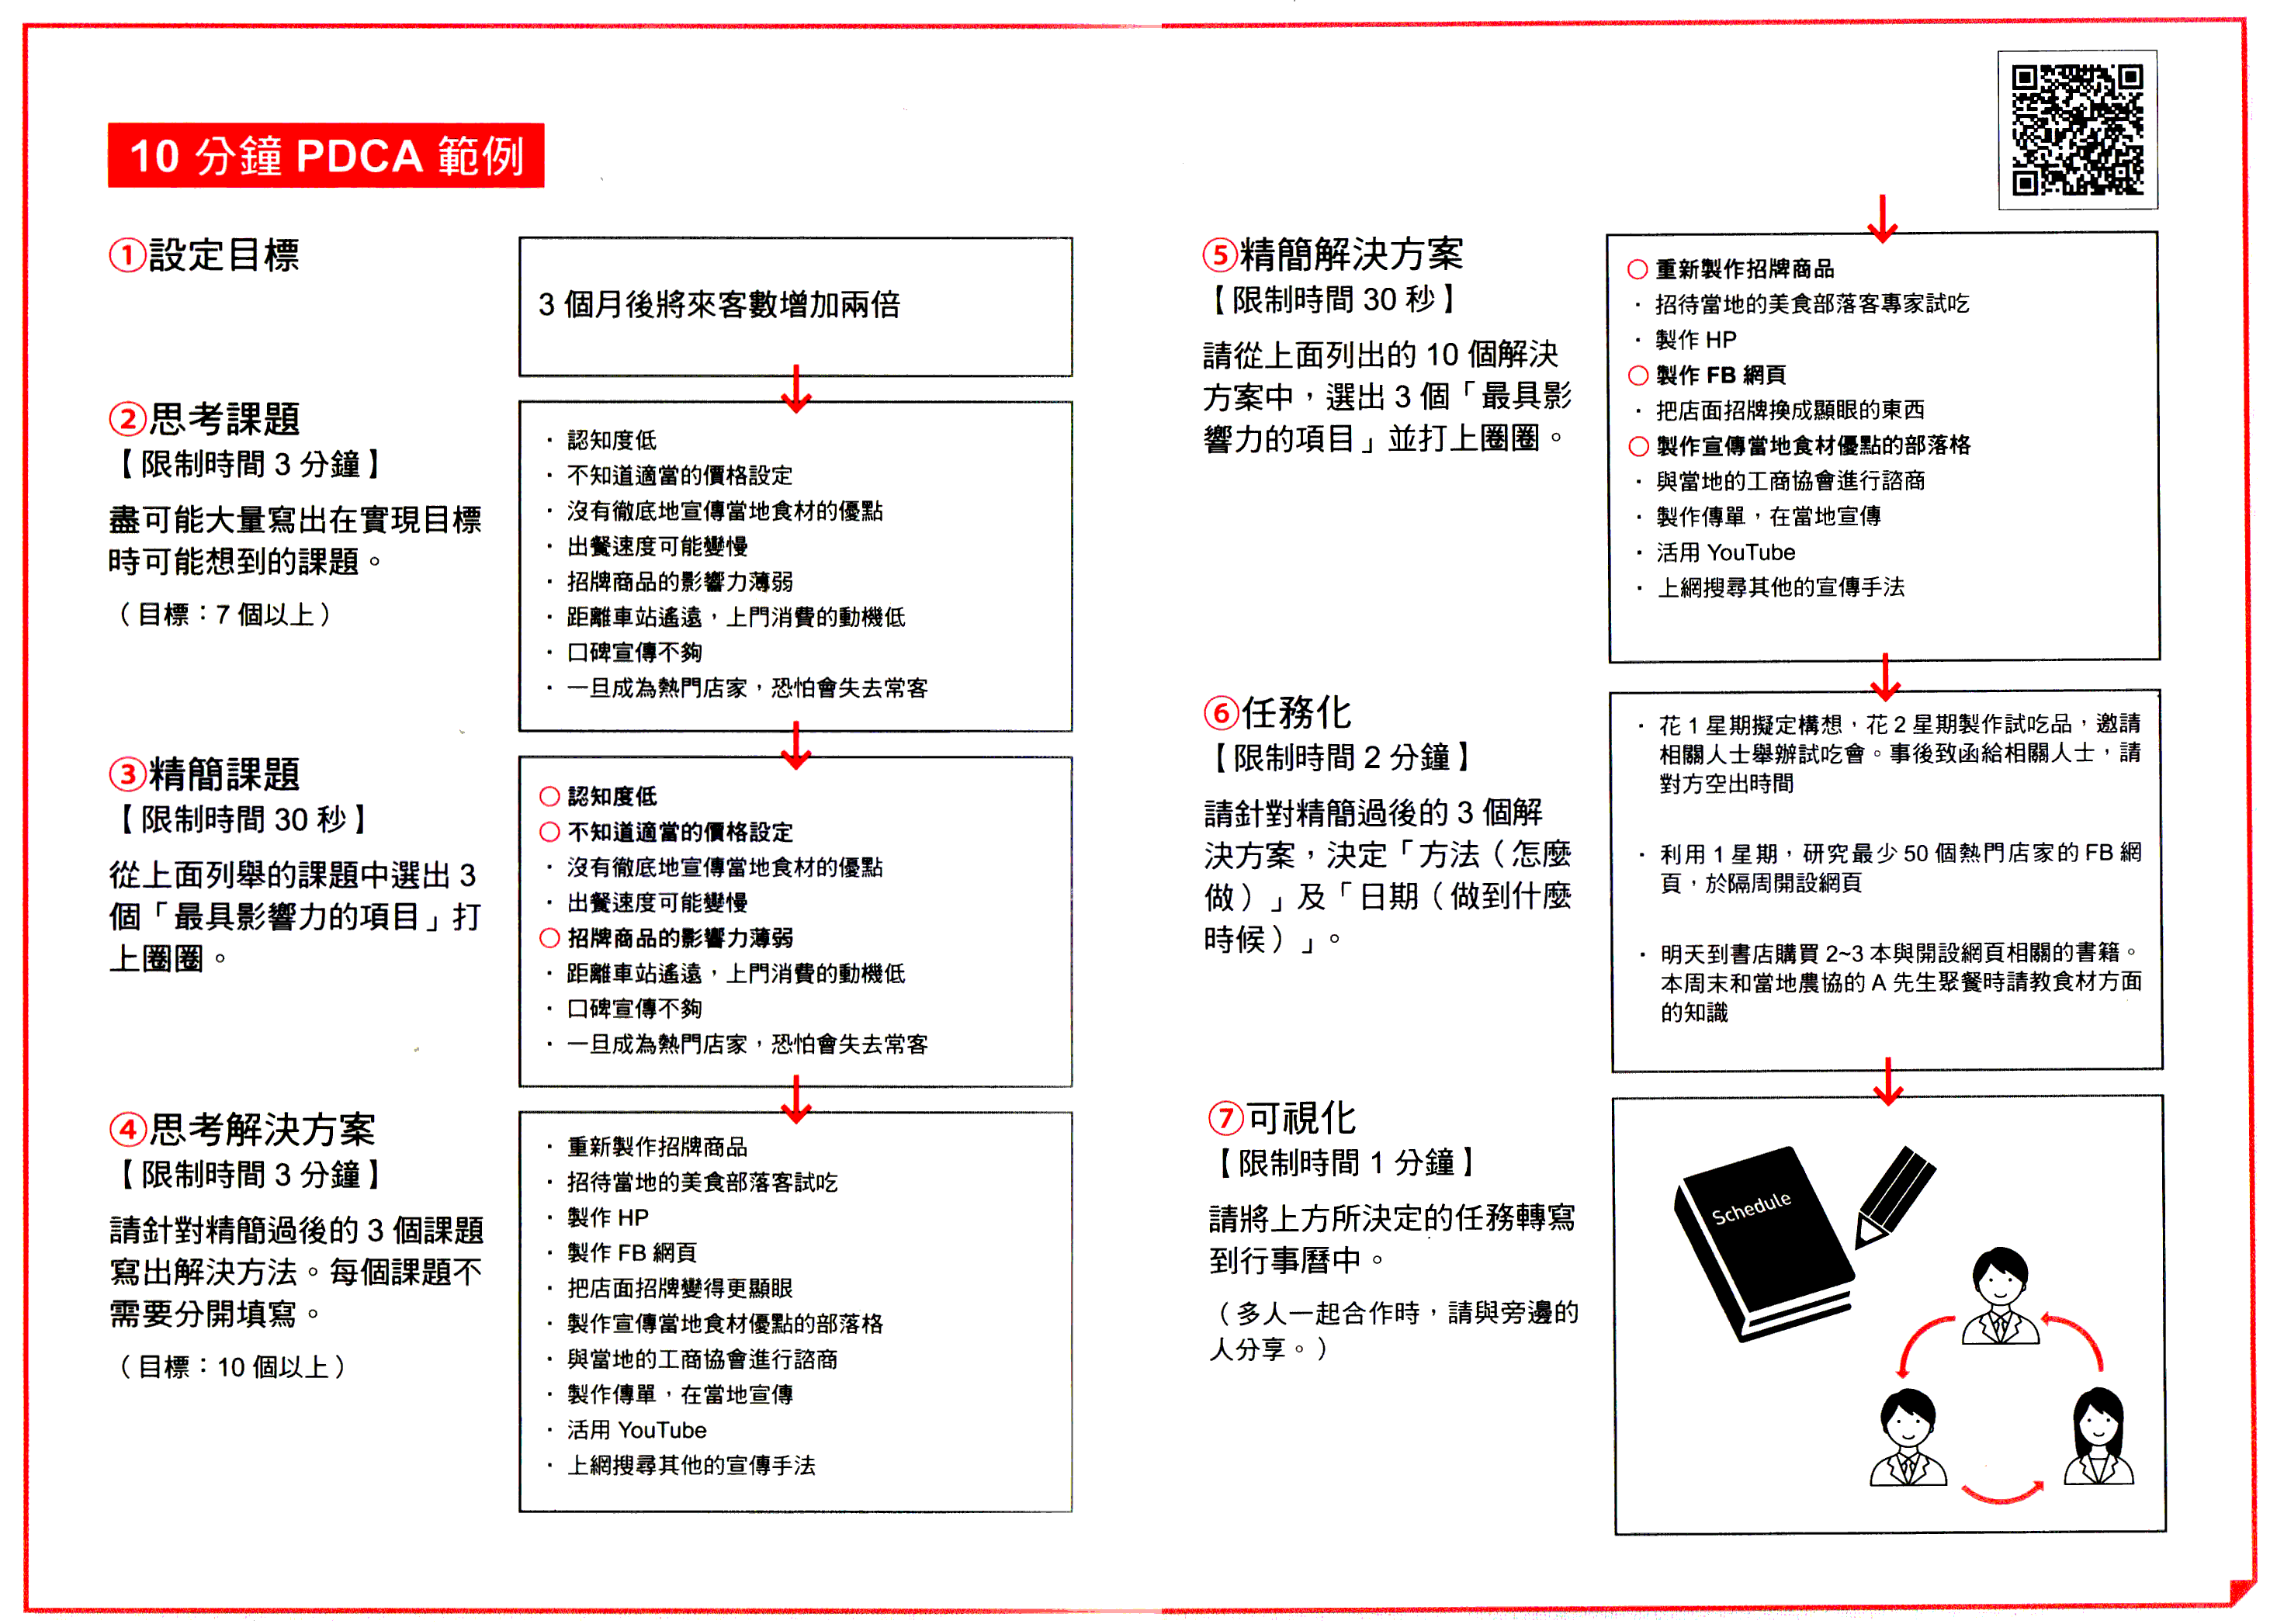 10 分鐘 PDCA 範例
①設定目標
3 個月後將來客數增加兩倍
②思考課題
【限制時間 3 分鐘】
盡可能大量寫出在實現目標
時可能想到的課題。
（目標：7 個以上）
・ 認知度低
・ 不知道適當的價格設定
・ 沒有徹底地宣傳當地食材的優點
・ 出餐速度可能變慢
・ 招牌商品的影響力薄弱
・ 距離車站遙遠，上門消費的動機低
・ 口碑宣傳不夠
・ 一旦成為熱門店家，恐怕會失去常客
③精簡課題
【限制時間 30 秒】
從上面列舉的課題中選出 3
個「最具影響力的項目」打
上圈圈。
○ 認知度低
○ 不知道適當的價格設定
・ 沒有徹底地宣傳當地食材的優點
・ 出餐速度可能變慢
○ 招牌商品的影響力薄弱
・ 距離車站遙遠，上門消費的動機低
・ 口碑宣傳不夠
・ 一旦成為熱門店家，恐怕會失去常客
④思考解決方案
【限制時間 3 分鐘】
請針對精簡過後的 3 個課題
寫出解決方法。每個課題不
需要分開填寫。
（目標：10 個以上）
・ 重新製作招牌商品
・ 招待當地的美食部落客試吃
・ 製作 HP
・ 製作 FB 網頁
・ 把店面招牌變得更顯眼
・ 製作宣傳當地食材優點的部落格
・ 與當地的工商協會進行諮商
・ 製作傳單，在當地宣傳
・ 活用 YouTube
・ 上網搜尋其他的宣傳手法
⑤精簡解決方案
【限制時間 30 秒】
請從上面列出的 10 個解決
方案中，選出 3 個「最具影
響力的項目」並打上圈圈。
○ 重新製作招牌商品
・ 招待當地的美食部落客專家試吃
・ 製作 HP
○ 製作 FB 網頁
・ 把店面招牌換成顯眼的東西
○ 製作宣傳當地食材優點的部落格
・ 與當地的工商協會進行諮商
・ 製作傳單，在當地宣傳
・ 活用 YouTube
・ 上網搜尋其他的宣傳手法
⑥任務化
【限制時間 2 分鐘】
請針對精簡過後的 3 個解
決方案，決定「方法（怎麼
做）」及「日期（做到什麼
時候）」。
・ 花 1 星期擬定構想，花 2 星期製作試吃品，邀請
相關人士舉辦試吃會。事後致函給相關人士，請
對方空出時間
・ 利用 1 星期，研究最少 50 個熱門店家的 FB 網
頁，於隔周開設網頁
・ 明天到書店購買 2~3 本與開設網頁相關的書籍。
本周末和當地農協的 A 先生聚餐時請教食材方面
的知識
⑦可視化
【限制時間 1 分鐘】
請將上方所決定的任務轉寫
到行事曆中。
（多人一起合作時，請與旁邊的
人分享。）
Schedule